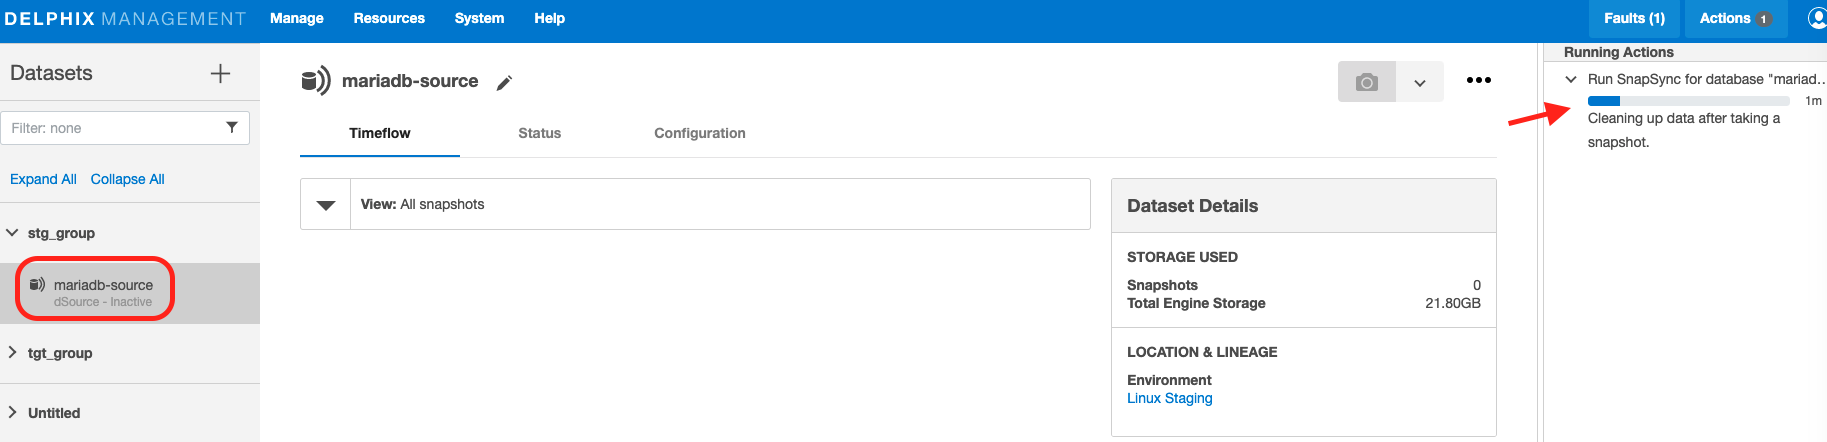 DELPHIX MANAGEMENT Manage Resources System Help Faults (1) Actions 1
Datasets
Filter: none
Expand All Collapse All
stg_group
mariadb-source
dSource - Inactive
tgt_group
Untitled
mariadb-source
Timeflow Status Configuration
View: All snapshots
Dataset Details
STORAGE USED
Snapshots 0
Total Engine Storage 21.80GB
LOCATION & LINEAGE
Environment
Linux Staging
Running Actions
Run SnapSync for database "mariad...
1m
Cleaning up data after taking a
snapshot.